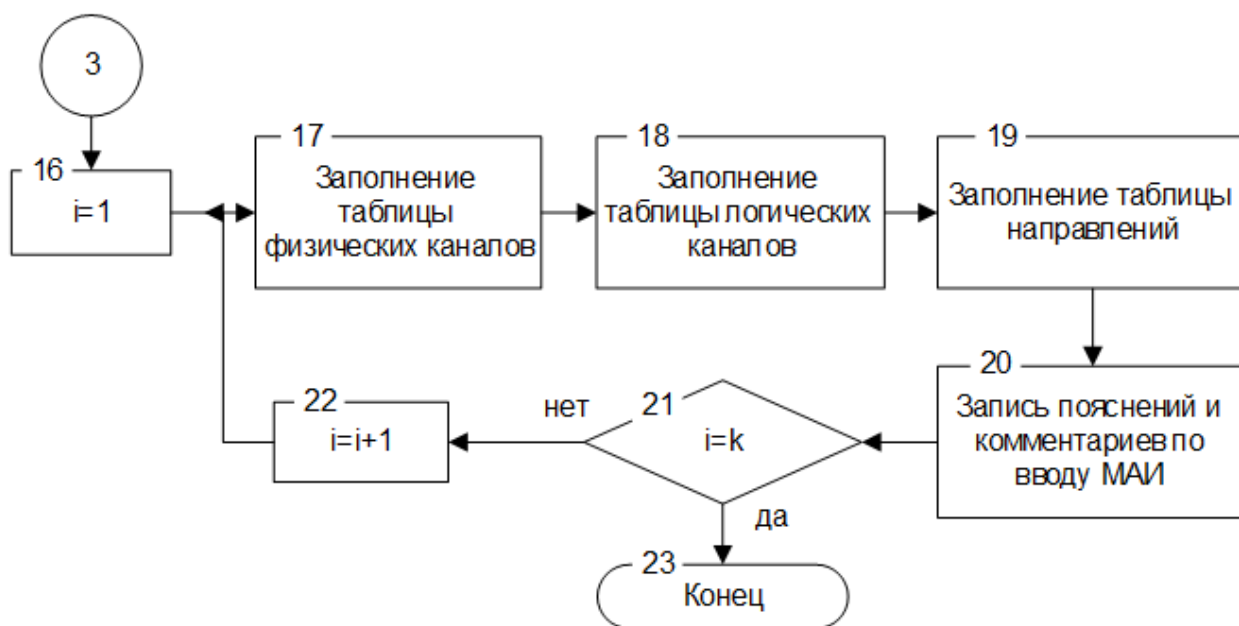 3
16
i=1
17
Заполнение
таблицы
физических каналов
18
Заполнение
таблицы логических
каналов
19
Заполнение таблицы
направлений
20
Запись пояснений и
комментариев по
вводу МАИ
21
i=k
нет
да
22
i=i+1
23
Конец